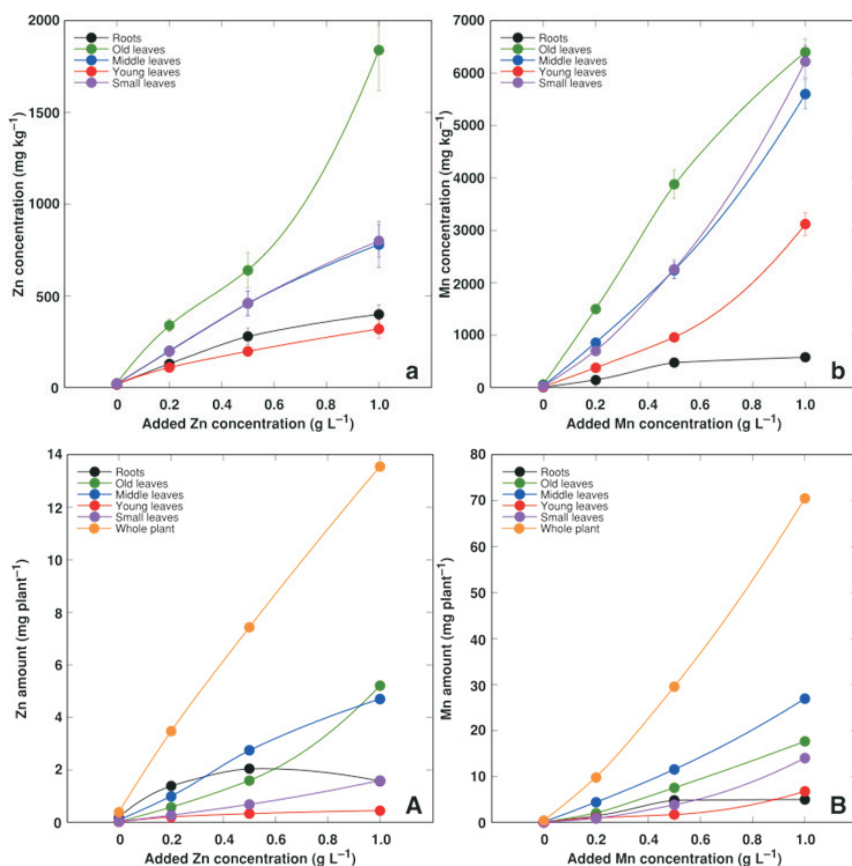 2000
1500
1000
500
0
Zn concentration (mg kg⁻¹)
Roots
Old leaves
Middle leaves
Young leaves
Small leaves
a
0 0.2 0.4 0.6 0.8 1.0
Added Zn concentration (g L⁻¹)
7000
6000
5000
4000
3000
2000
1000
0
Mn concentration (mg kg⁻¹)
Roots
Old leaves
Middle leaves
Young leaves
Small leaves
b
0 0.2 0.4 0.6 0.8 1.0
Added Mn concentration (g L⁻¹)
14
12
10
8
6
4
2
0
Zn amount (mg plant⁻¹)
Roots
Old leaves
Middle leaves
Young leaves
Small leaves
Whole plant
A
0 0.2 0.4 0.6 0.8 1.0
Added Zn concentration (g L⁻¹)
80
70
60
50
40
30
20
10
0
Mn amount (mg plant⁻¹)
Roots
Old leaves
Middle leaves
Young leaves
Small leaves
Whole plant
B
0 0.2 0.4 0.6 0.8 1.0
Added Mn concentration (g L⁻¹)